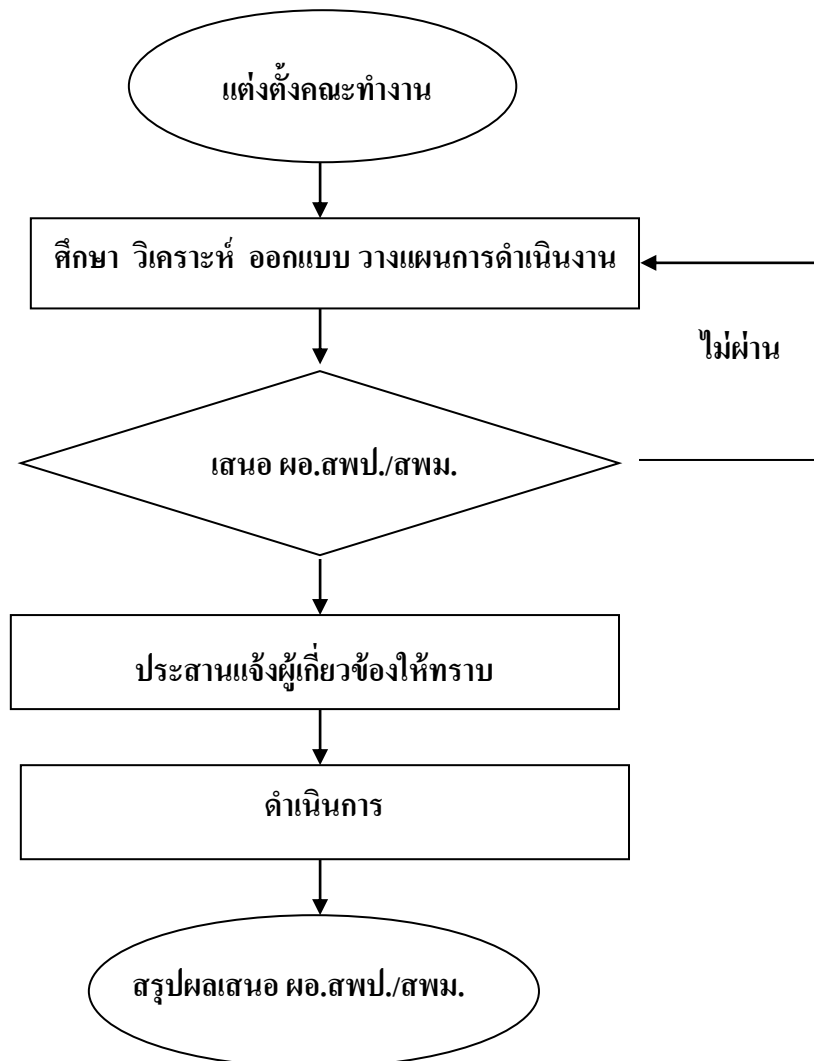 แต่งตั้งคณะทำงาน
ศึกษา วิเคราะห์ ออกแบบ วางแผนการดำเนินงาน
ไม่ผ่าน
เสนอ ผอ.สพป./สพม.
ประสานแจ้งผู้เกี่ยวข้องให้ทราบ
ดำเนินการ
สรุปผลเสนอ ผอ.สพป./สพม.